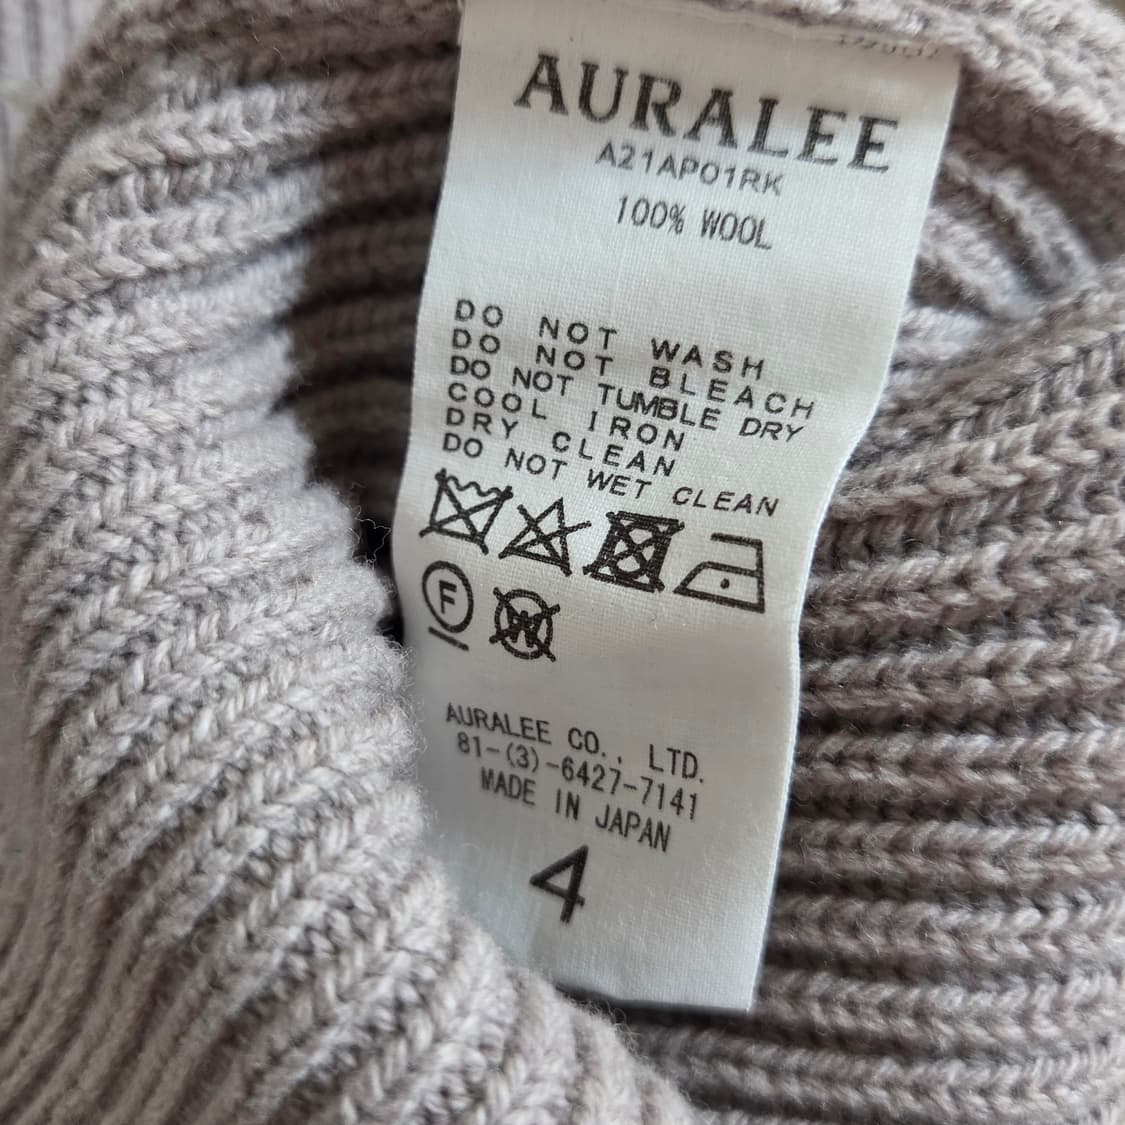 AURALEE
A21AP01RK
100% WOOL
DO NOT WASH
DO NOT BLEACH
DO NOT TUMBLE DRY
COOL IRON
DRY CLEAN
DO NOT WET CLEAN
F
W
AURALEE CO., LTD.
81-(3)-6427-7141
MADE IN JAPAN
4